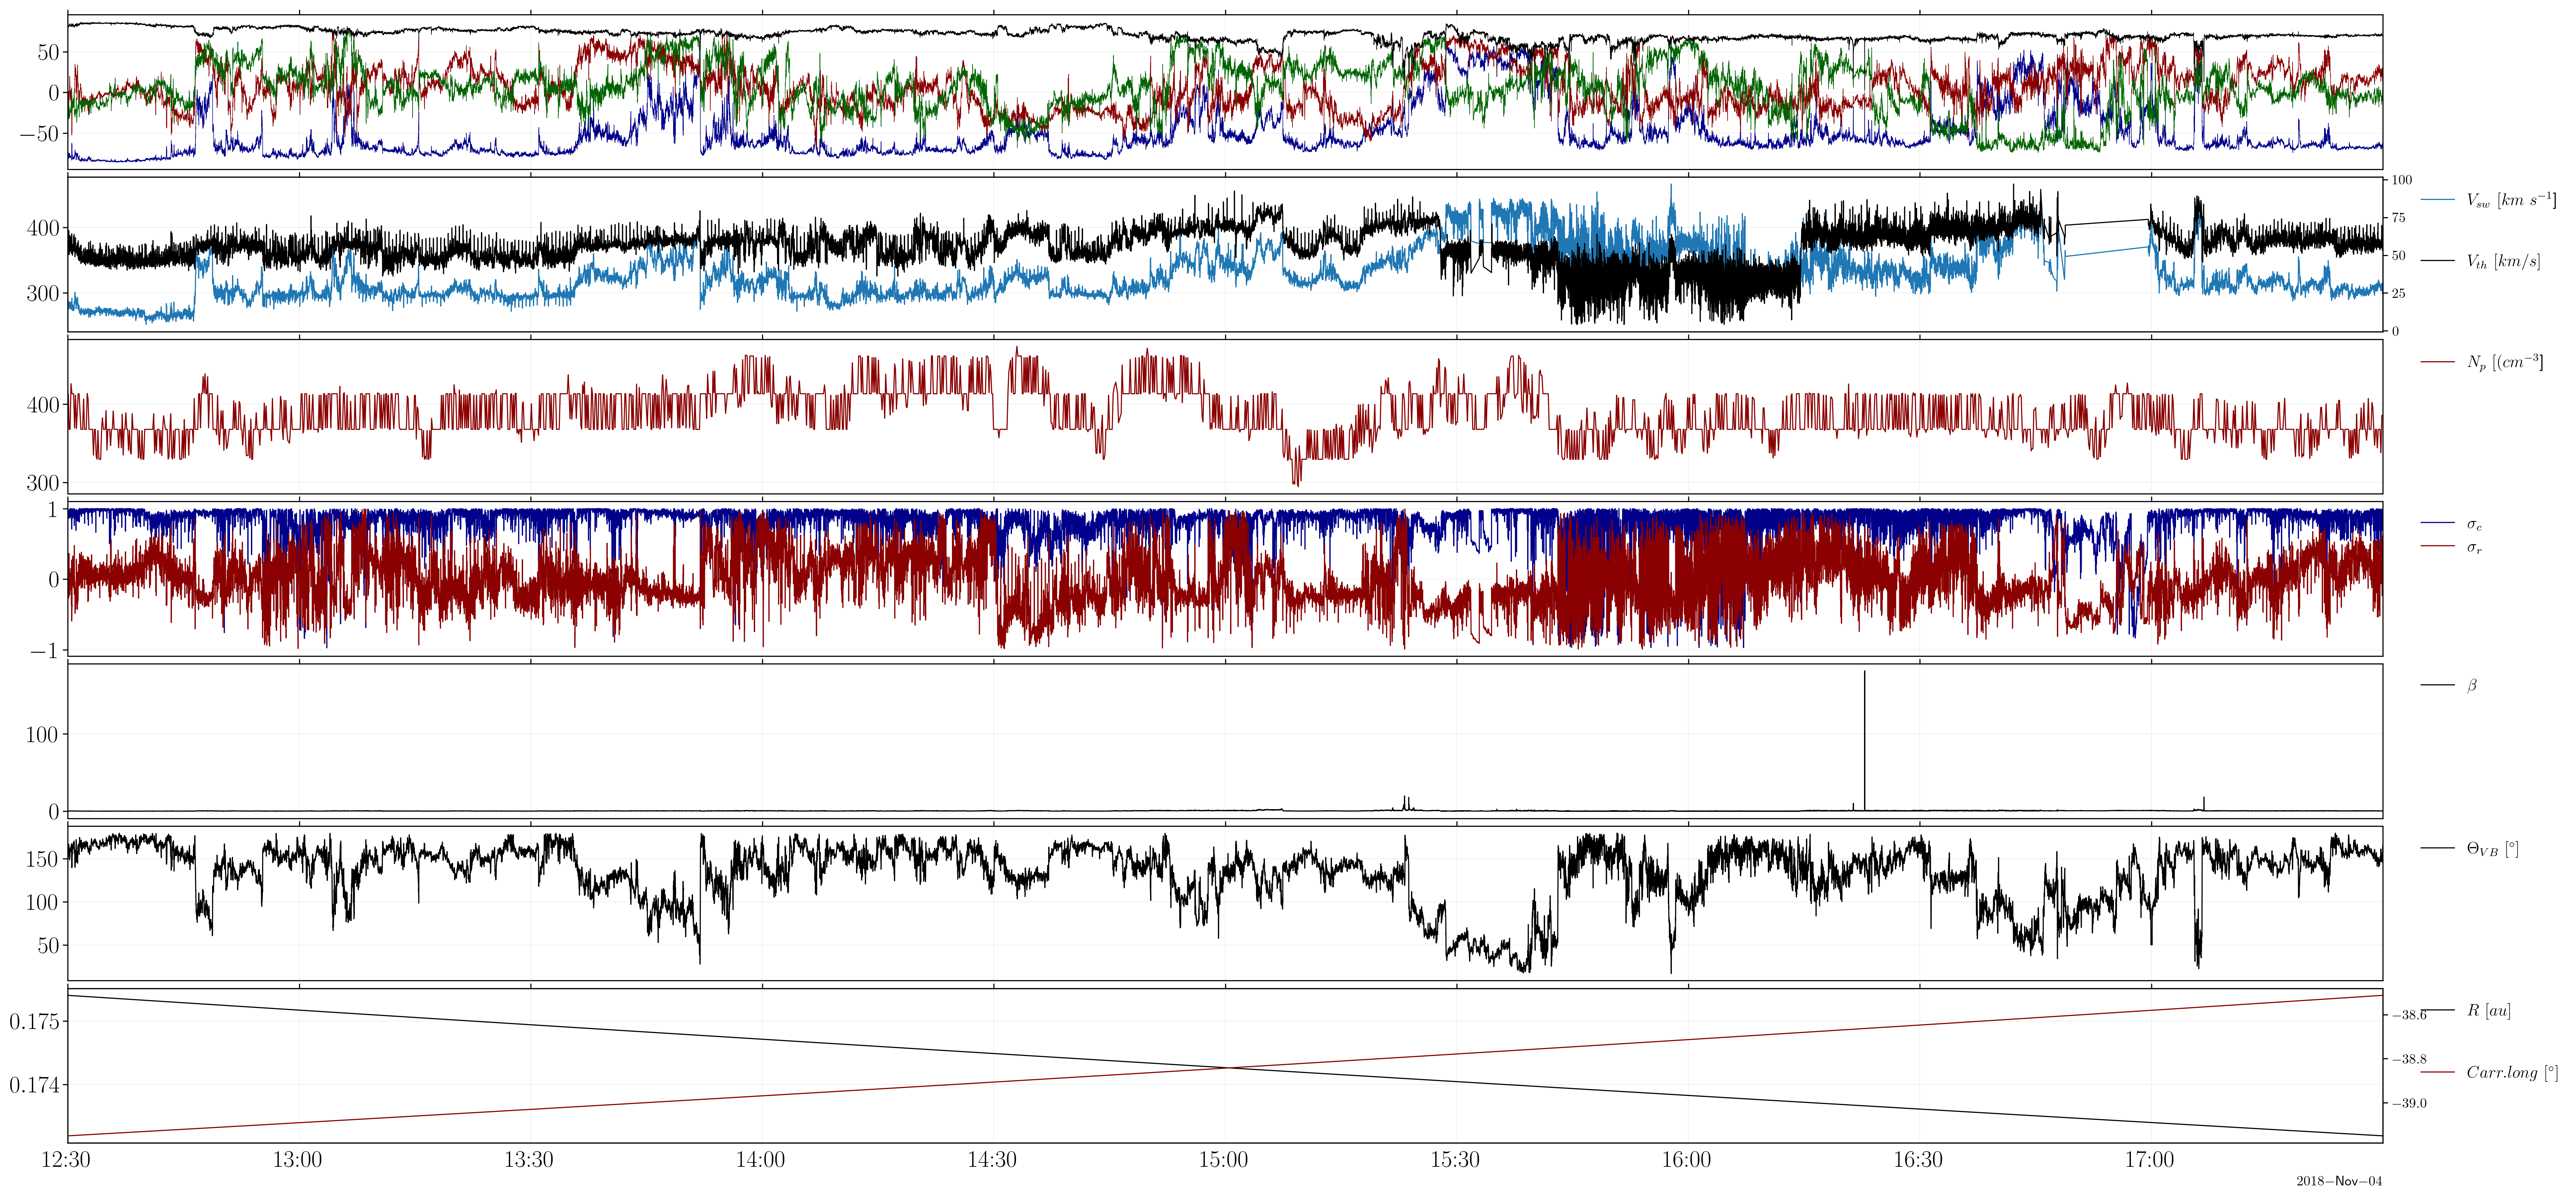 50
0
−50
400
300
100
75
50
25
0
V_sw [km s⁻¹]
V_th [km/s]
400
300
N_p [(cm⁻³]
1
0
−1
σ_c
σ_r
100
0
β
150
100
50
Θ_VB [°]
0.175
0.174
−38.6
−38.8
−39.0
R [au]
Carr.long [°]
12:30 13:00 13:30 14:00 14:30 15:00 15:30 16:00 16:30 17:00
2018−Nov−04